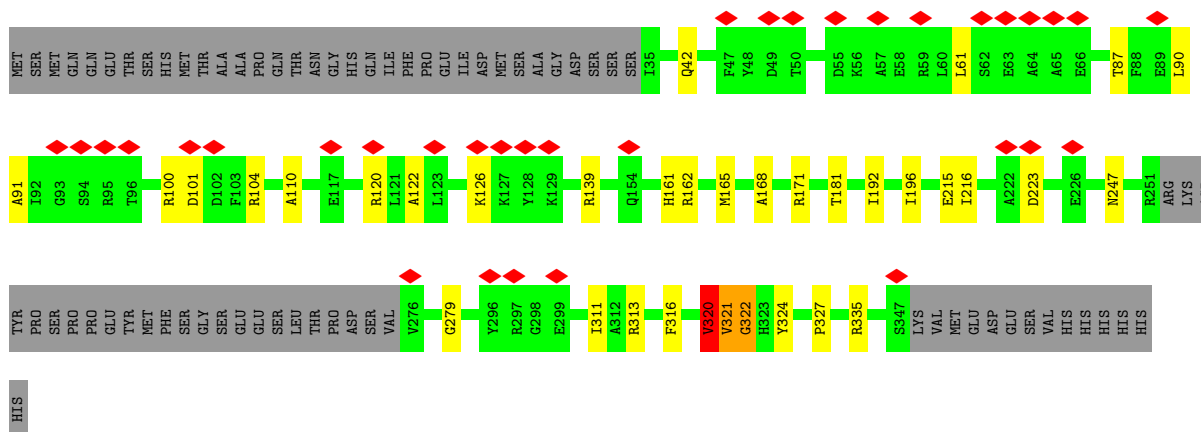 MET SER MET GLN GLN GLU THR SER HIS MET THR ALA ALA PRO GLN THR ASN GLY HIS GLN ILE PHE PRO GLU ILE ASP MET SER ALA GLY ASP SER SER SER I35 Q42 F47 Y48 D49 T50 D55 K56 A57 E58 R59 L60 L61 S62 E63 A64 A65 E66 T87 F88 E89 L90
A91 I92 G93 S94 R95 T96 R100 D101 D102 F103 R104 A110 E117 R120 L121 A122 L123 K126 K127 Y128 K129 R139 Q154 H161 R162 M165 A168 R171 T181 I192 I196 E215 I216 A222 D223 E226 N247 R251 ARG LYS
TYR PRO SER PRO PRO GLU TYR MET PHE SER GLY SER GLU GLU SER LEU THR PRO ASP SER VAL V276 G279 Y296 R297 G298 E299 I311 A312 R313 F316 V320 V321 G322 H323 Y324 P327 R335 S347 LYS VAL MET GLU ASP GLU SER VAL HIS HIS HIS HIS HIS
HIS